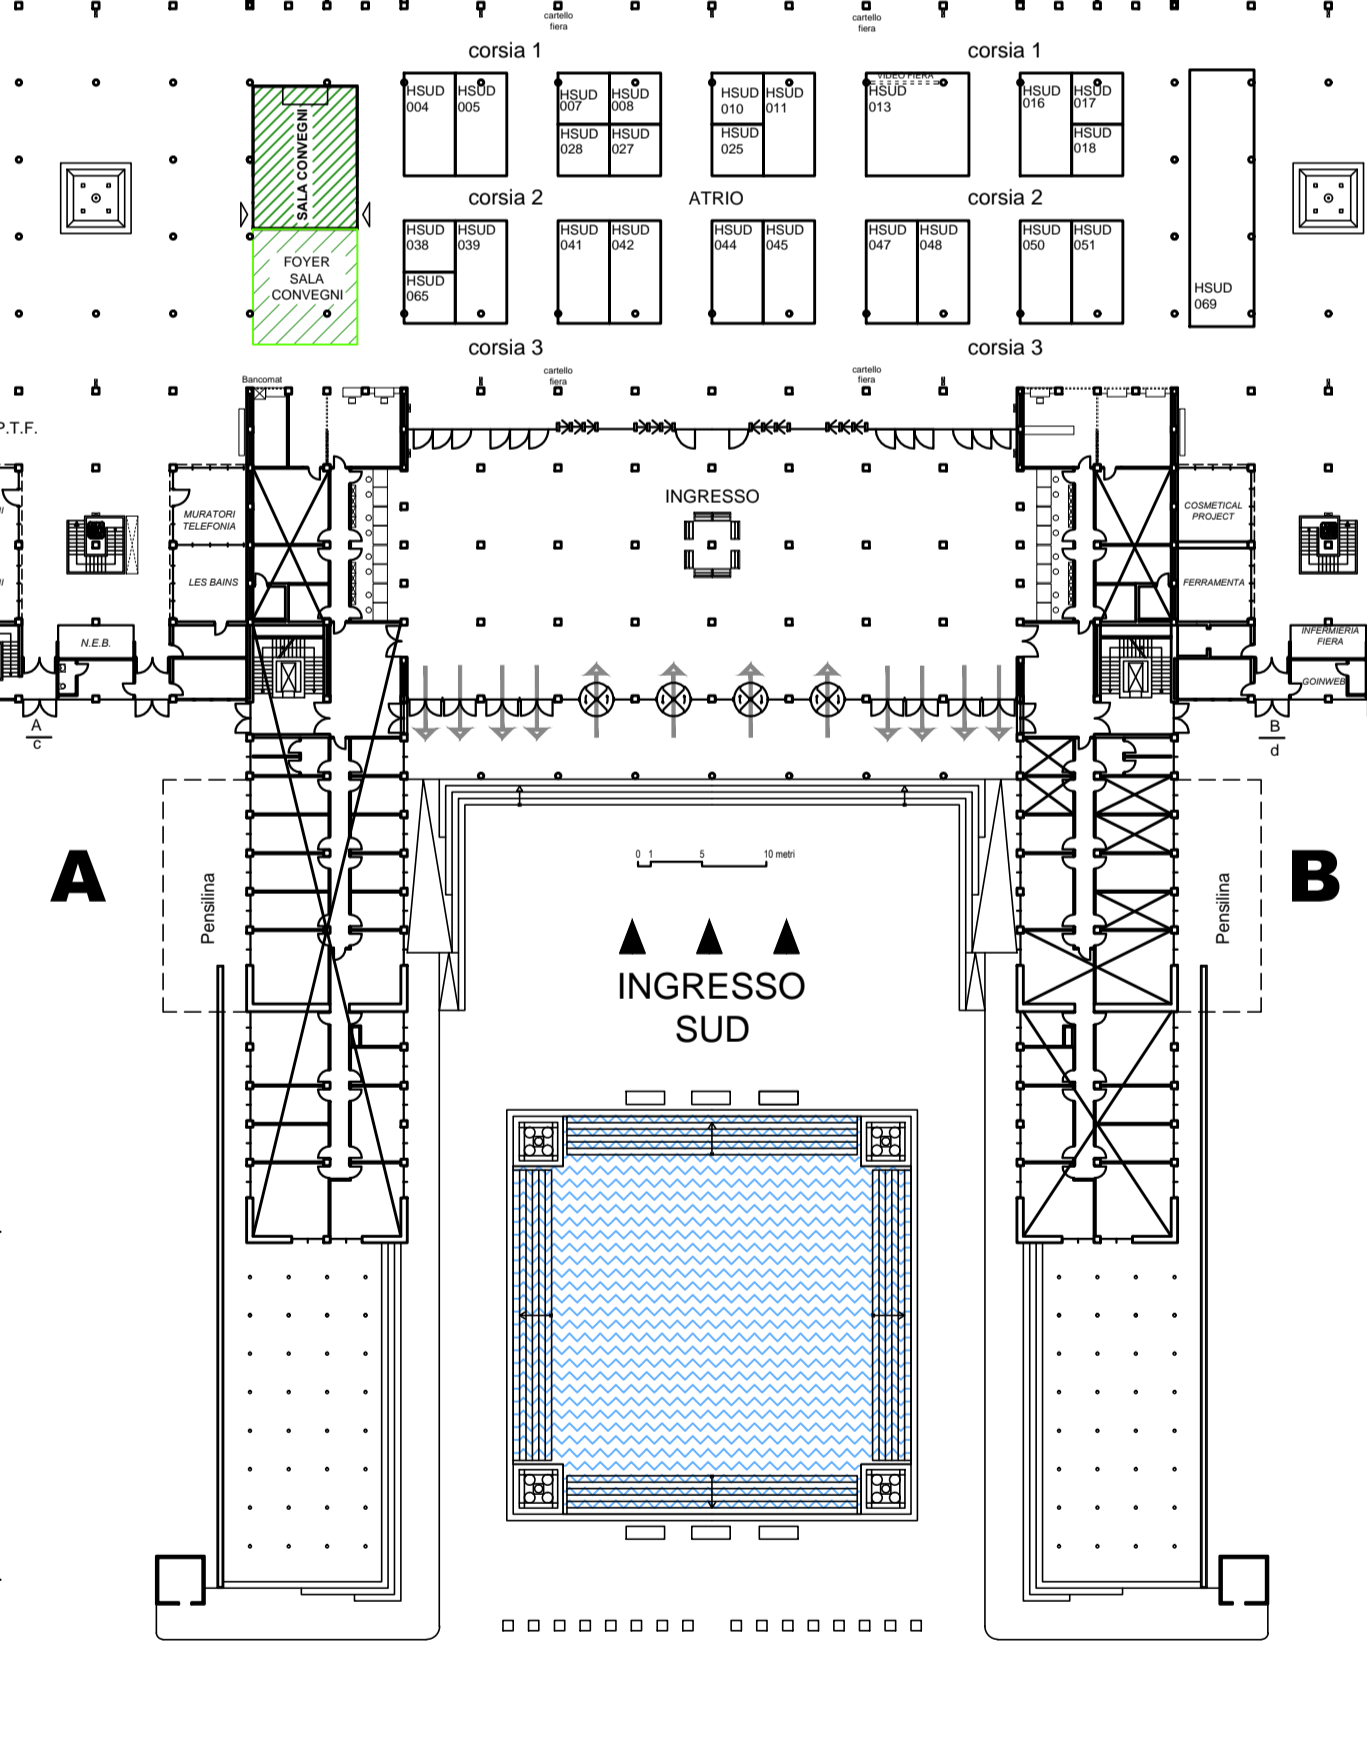 cartello
fiera
cartello
fiera
corsia 1
corsia 1
VIDEO FIERA
HSUD
004
HSUD
005
HSUD
007
HSUD
008
HSUD
028
HSUD
027
HSUD
010
HSUD
011
HSUD
025
HSUD
013
HSUD
016
HSUD
017
HSUD
018
SALA CONVEGNI
corsia 2
ATRIO
corsia 2
FOYER
SALA
CONVEGNI
HSUD
038
HSUD
039
HSUD
065
HSUD
041
HSUD
042
HSUD
044
HSUD
045
HSUD
047
HSUD
048
HSUD
050
HSUD
051
HSUD
069
corsia 3
corsia 3
cartello
fiera
cartello
fiera
Bancomat
P.T.F.
INGRESSO
MURATORI
TELEFONIA
COSMETICAL
PROJECT
LES BAINS
FERRAMENTA
N.E.B.
INFERMIERIA
FIERA
GOINWEB
A
c
B
d
0 1 5 10 metri
A
B
Pensilina
Pensilina
INGRESSO
SUD